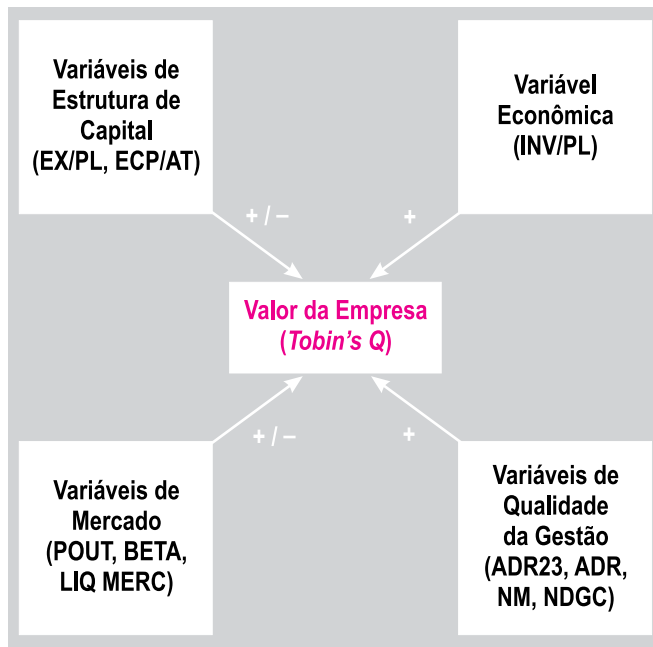 Variáveis de
Estrutura de
Capital
(EX/PL, ECP/AT)
Variável
Econômica
(INV/PL)
+ / –
+
Valor da Empresa
(Tobin's Q)
+ / –
+
Variáveis de
Mercado
(POUT, BETA,
LIQ MERC)
Variáveis de
Qualidade
da Gestão
(ADR23, ADR,
NM, NDGC)